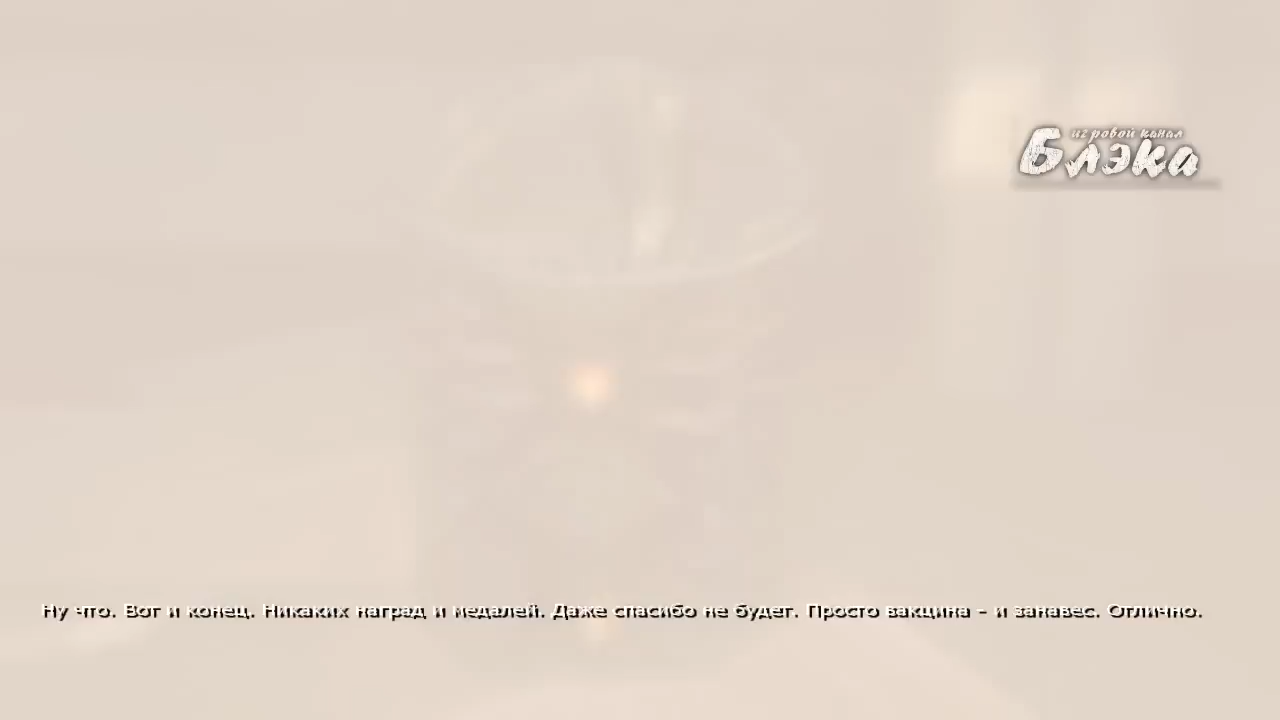 игровой канал
Блэка
Ну что. Вот и конец. Никаких наград и медалей. Даже спасибо не будет. Просто вакцина – и занавес. Отлично.